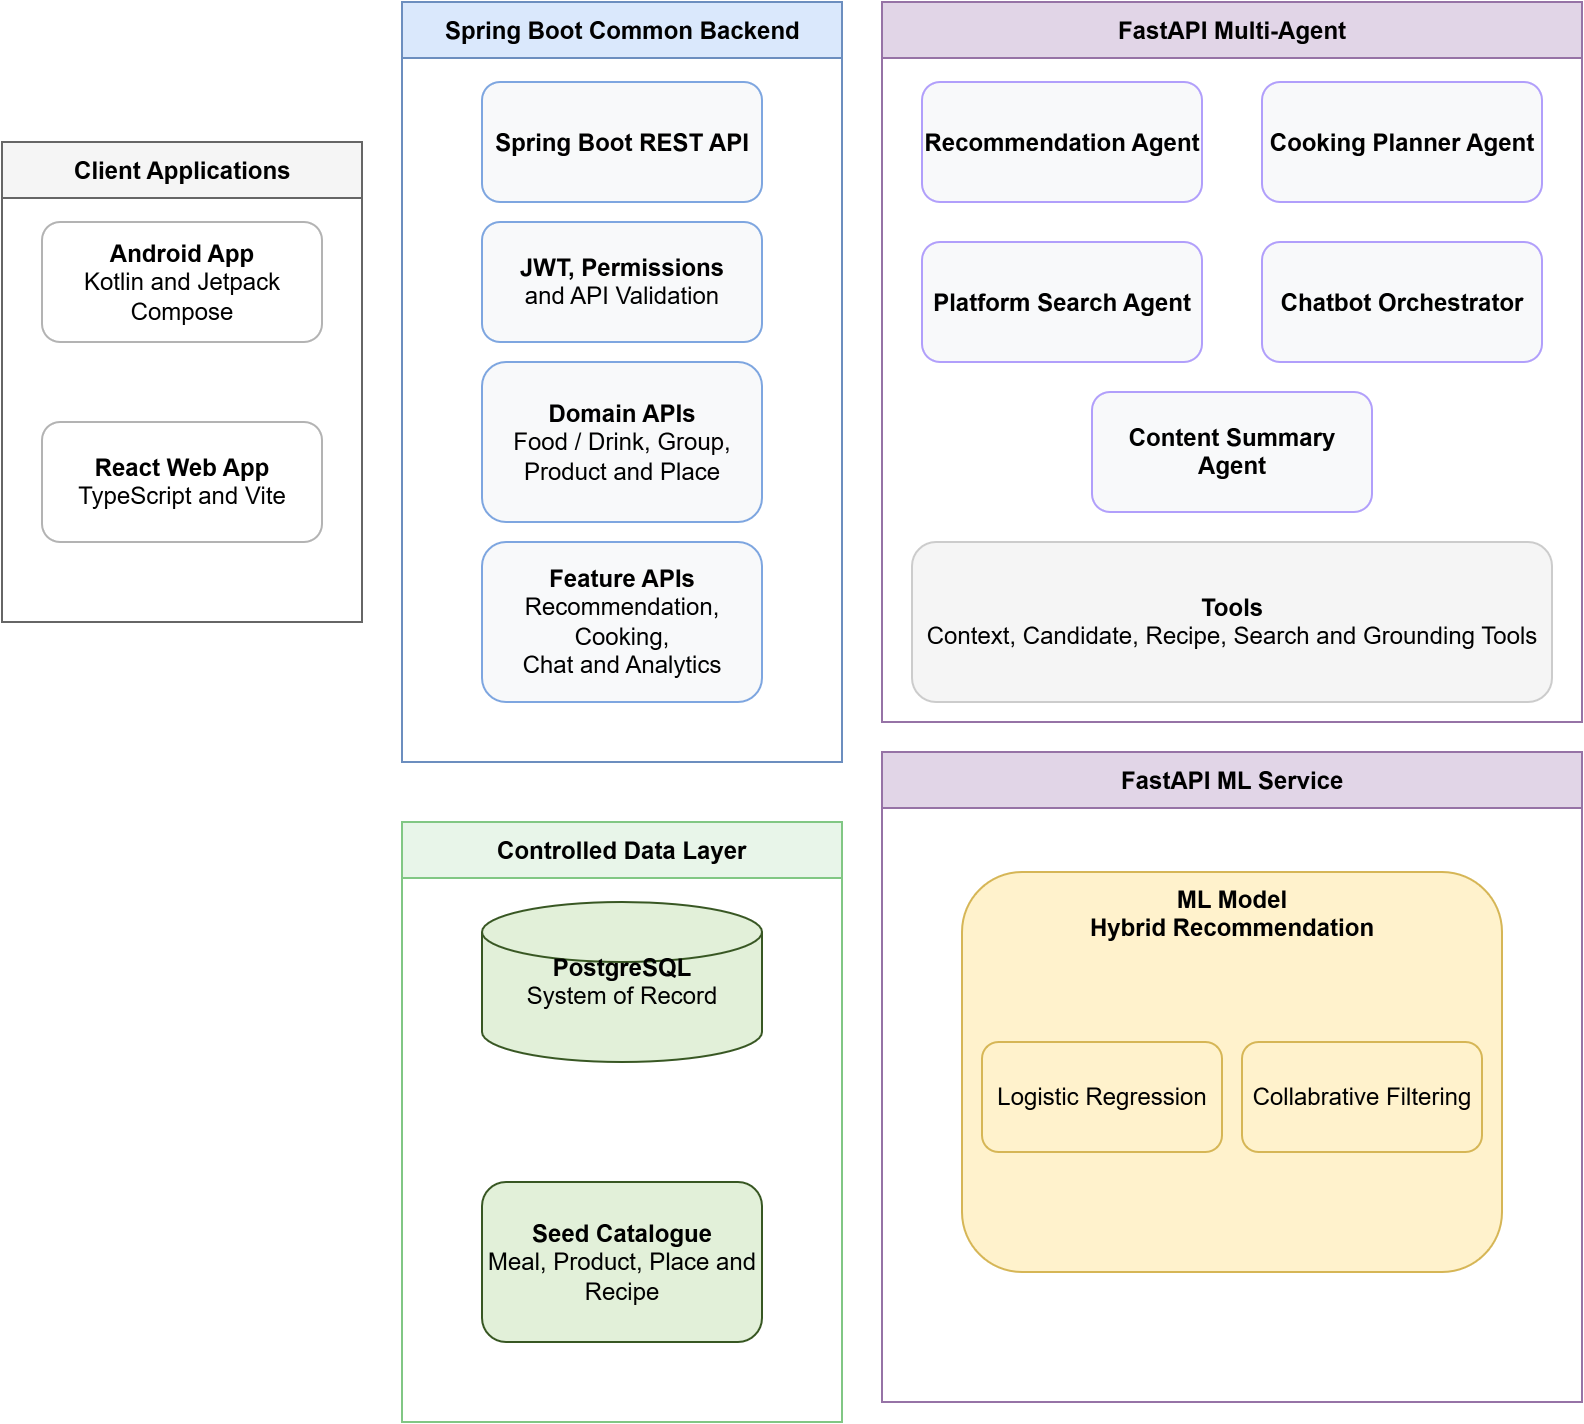 Client Applications
Android App
Kotlin and Jetpack
Compose
React Web App
TypeScript and Vite
Spring Boot Common Backend
Spring Boot REST API
JWT, Permissions
and API Validation
Domain APIs
Food / Drink, Group,
Product and Place
Feature APIs
Recommendation,
Cooking,
Chat and Analytics
Controlled Data Layer
PostgreSQL
System of Record
Seed Catalogue
Meal, Product, Place and
Recipe
FastAPI Multi-Agent
Recommendation Agent
Cooking Planner Agent
Platform Search Agent
Chatbot Orchestrator
Content Summary
Agent
Tools
Context, Candidate, Recipe, Search and Grounding Tools
FastAPI ML Service
ML Model
Hybrid Recommendation
Logistic Regression
Collabrative Filtering